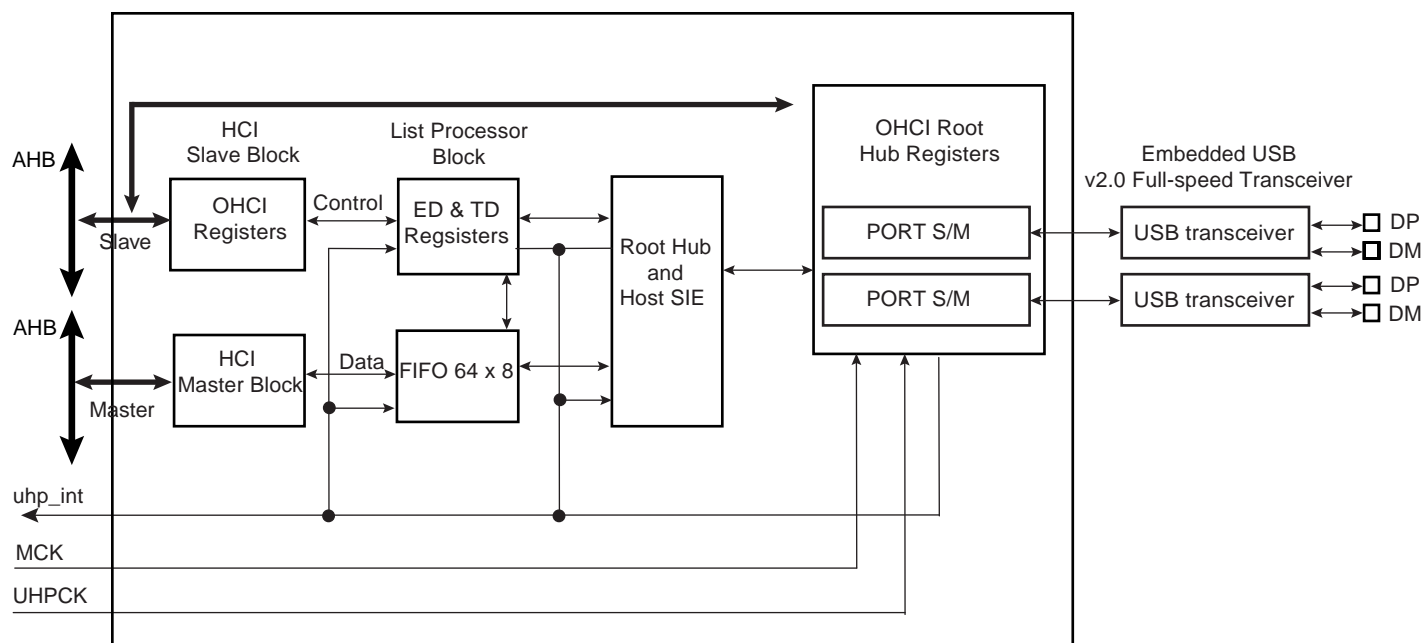 HCI
Slave Block
List Processor
Block
OHCI Root
Hub Registers
Embedded USB
v2.0 Full-speed Transceiver
AHB
Slave
OHCI
Registers
Control
ED & TD
Regsisters
Root Hub
and
Host SIE
PORT S/M
USB transceiver
DP
DM
PORT S/M
USB transceiver
DP
DM
AHB
Master
HCI
Master Block
Data
FIFO 64 x 8
uhp_int
MCK
UHPCK